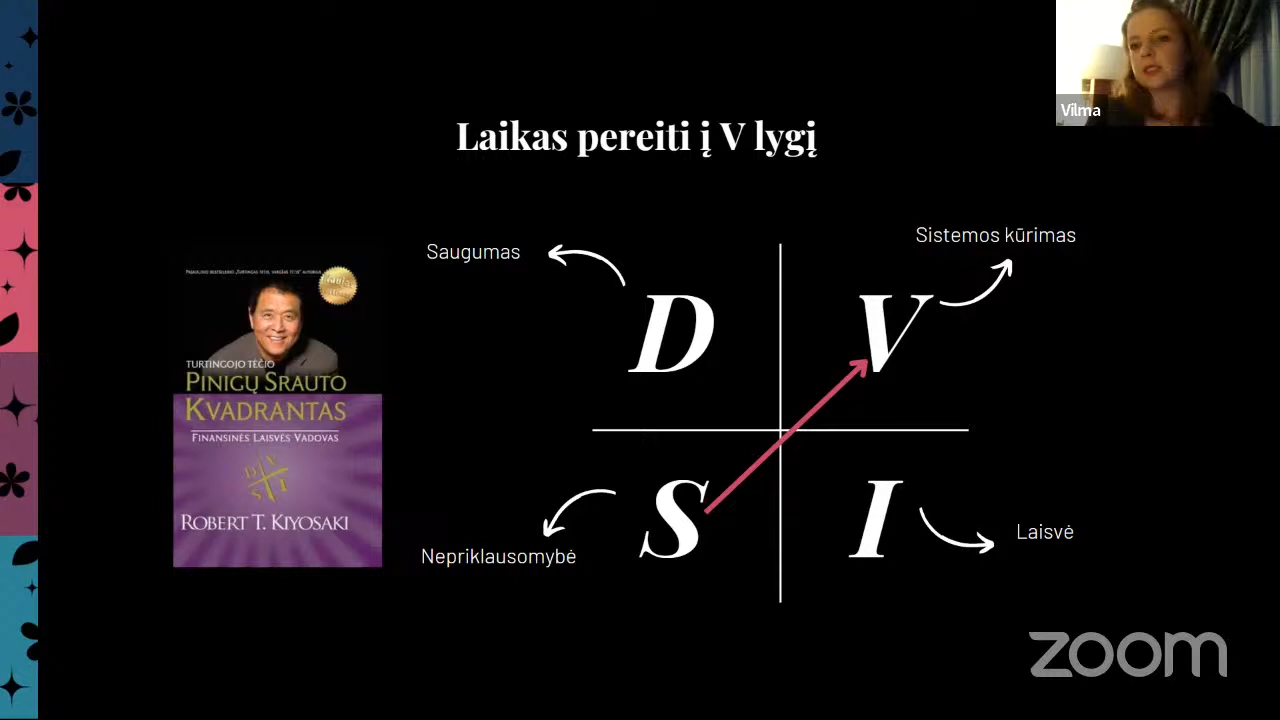 Vilma
Laikas pereiti į V lygį
Saugumas
Sistemos kūrimas
D
V
S
I
Nepriklausomybė
Laisvė
TURTINGOJO TĖČIO
PINIGŲ SRAUTO
KVADRANTAS
FINANSINĖS LAISVĖS VADOVAS
D V
S I
ROBERT T. KIYOSAKI
zoom